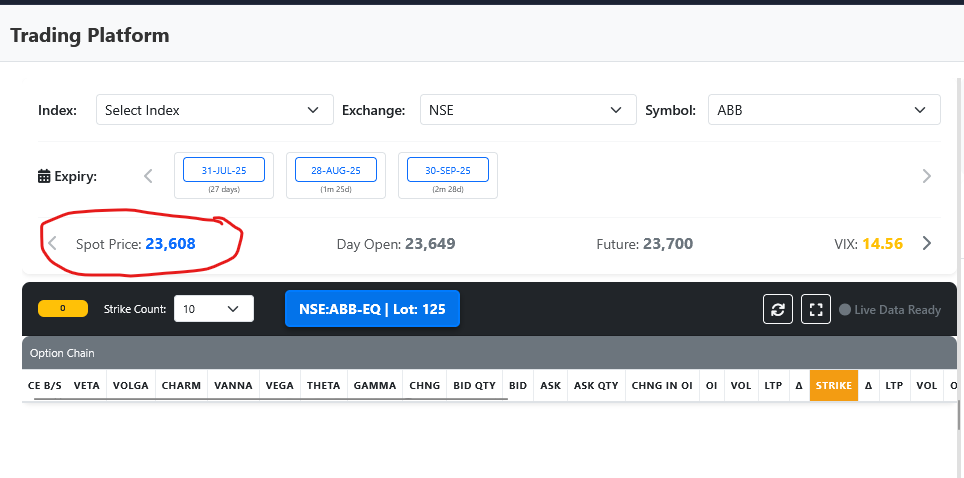 Trading Platform
Index: Select Index Exchange: NSE Symbol: ABB
Expiry: 31-JUL-25 28-AUG-25 30-SEP-25
(27 days) (1m 25d) (2m 28d)
Spot Price: 23,608 Day Open: 23,649 Future: 23,700 VIX: 14.56
0 Strike Count: 10 NSE:ABB-EQ | Lot: 125 Live Data Ready
Option Chain
CE B/S VETA VOLGA CHARM VANNA VEGA THETA GAMMA CHNG BID QTY BID ASK ASK QTY CHNG IN OI OI VOL LTP Δ STRIKE Δ LTP VOL O